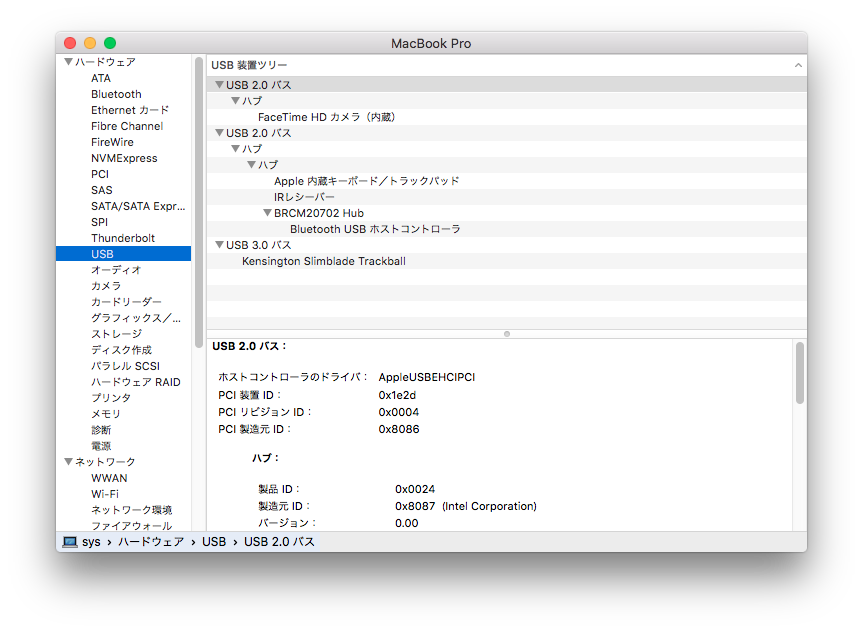 MacBook Pro
ハードウェア
ATA
Bluetooth
Ethernet カード
Fibre Channel
FireWire
NVMExpress
PCI
SAS
SATA/SATA Expr...
SPI
Thunderbolt
USB
オーディオ
カメラ
カードリーダー
グラフィックス／...
ストレージ
ディスク作成
パラレル SCSI
ハードウェア RAID
プリンタ
メモリ
診断
電源
ネットワーク
WWAN
Wi-Fi
ネットワーク環境
ファイアウォール
USB 装置ツリー
USB 2.0 バス
ハブ
FaceTime HD カメラ（内蔵）
USB 2.0 バス
ハブ
ハブ
Apple 内蔵キーボード／トラックパッド
IRレシーバー
BRCM20702 Hub
Bluetooth USB ホストコントローラ
USB 3.0 バス
Kensington Slimblade Trackball
USB 2.0 バス：
ホストコントローラのドライバ： AppleUSBEHCIPCI
PCI 装置 ID： 0x1e2d
PCI リビジョン ID： 0x0004
PCI 製造元 ID： 0x8086
ハブ：
製品 ID： 0x0024
製造元 ID： 0x8087 (Intel Corporation)
バージョン： 0.00
sys › ハードウェア › USB › USB 2.0 バス